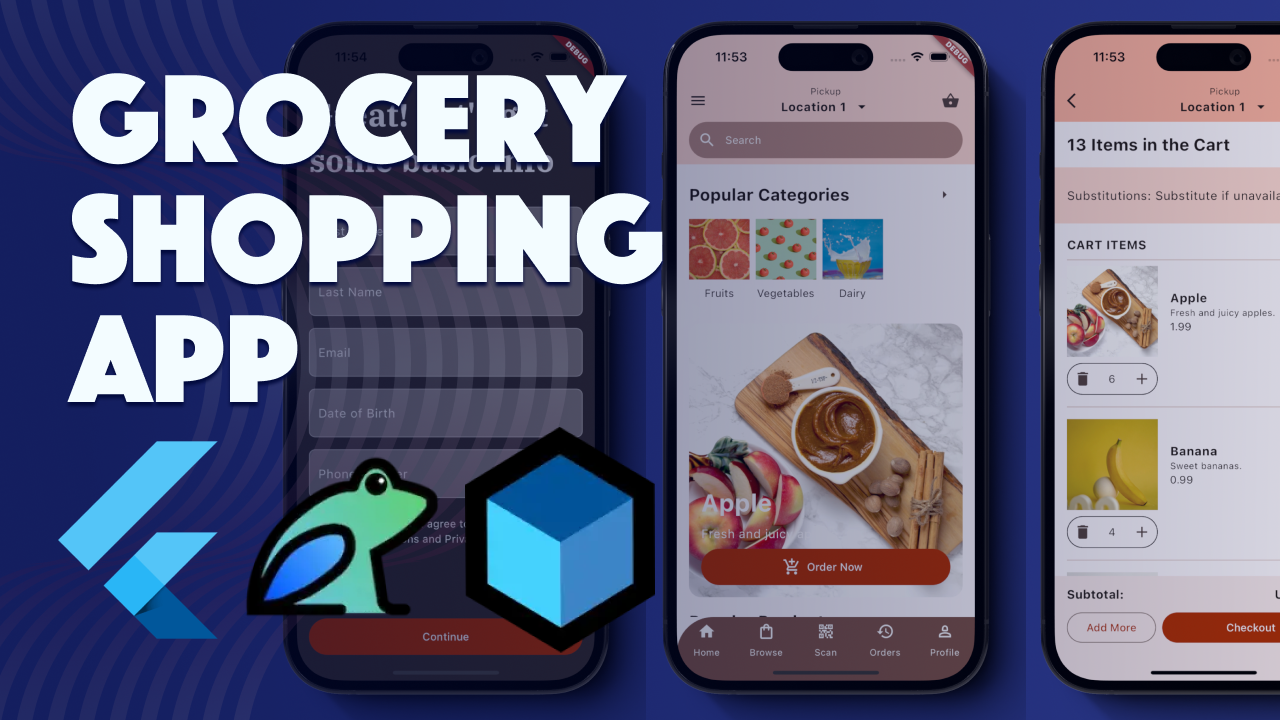 GROCERY
SHOPPING
APP
11:54
DEBUG
some basic info
Last Name
Email
Date of Birth
agree to
Continue
11:53
DEBUG
Pickup
Location 1
Search
Popular Categories
Fruits
Vegetables
Dairy
Apple
Fresh and juicy
Order Now
Home
Browse
Scan
Orders
Profile
11:53
Pickup
Location 1
13 Items in the Cart
Substitutions: Substitute if
CART ITEMS
Apple
Fresh and juicy apples.
1.99
6
Banana
Sweet bananas.
0.99
4
Subtotal:
Add More
Checkout